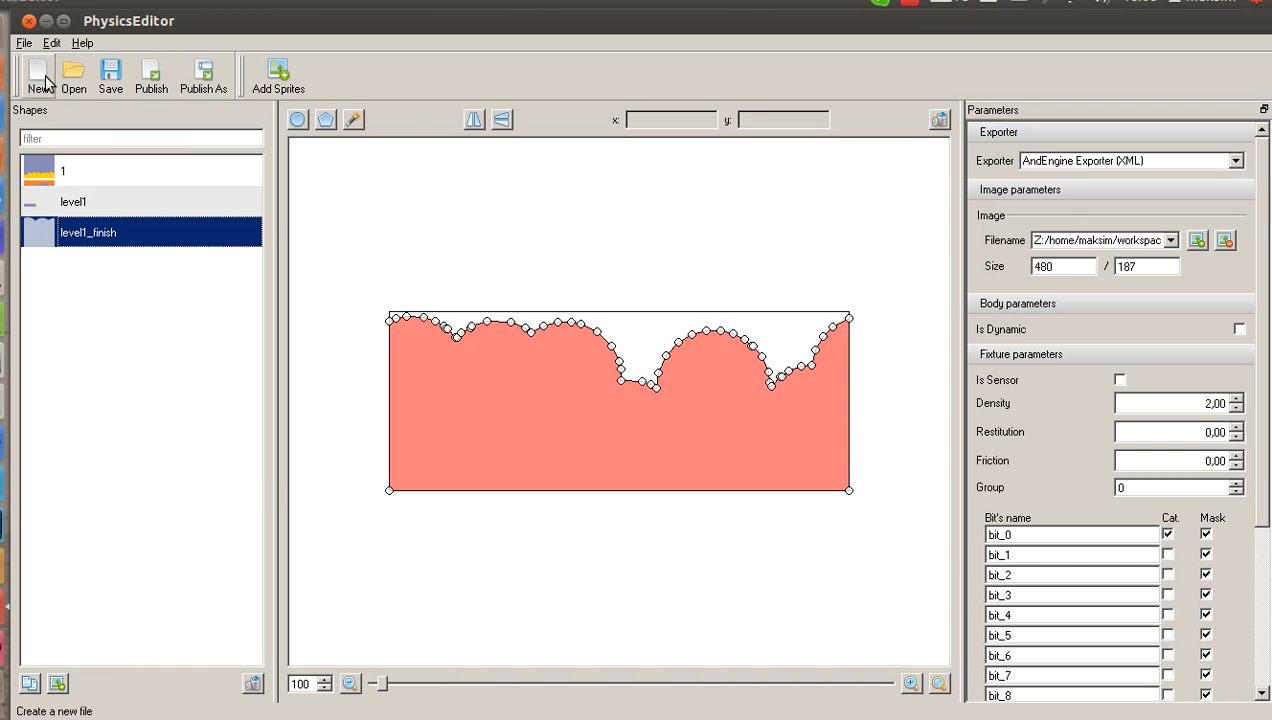 PhysicsEditor
File Edit Help
New Open Save Publish Publish As Add Sprites
Shapes
filter
1
level1
level1_finish
x: y:
100
Create a new file
Parameters
Exporter
Exporter AndEngine Exporter (XML)
Image parameters
Image
Filename Z:/home/maksim/workspac
Size 480 / 187
Body parameters
Is Dynamic
Fixture parameters
Is Sensor
Density 2,00
Restitution 0,00
Friction 0,00
Group 0
Bit's name Cat. Mask
bit_0
bit_1
bit_2
bit_3
bit_4
bit_5
bit_6
bit_7
bit_8